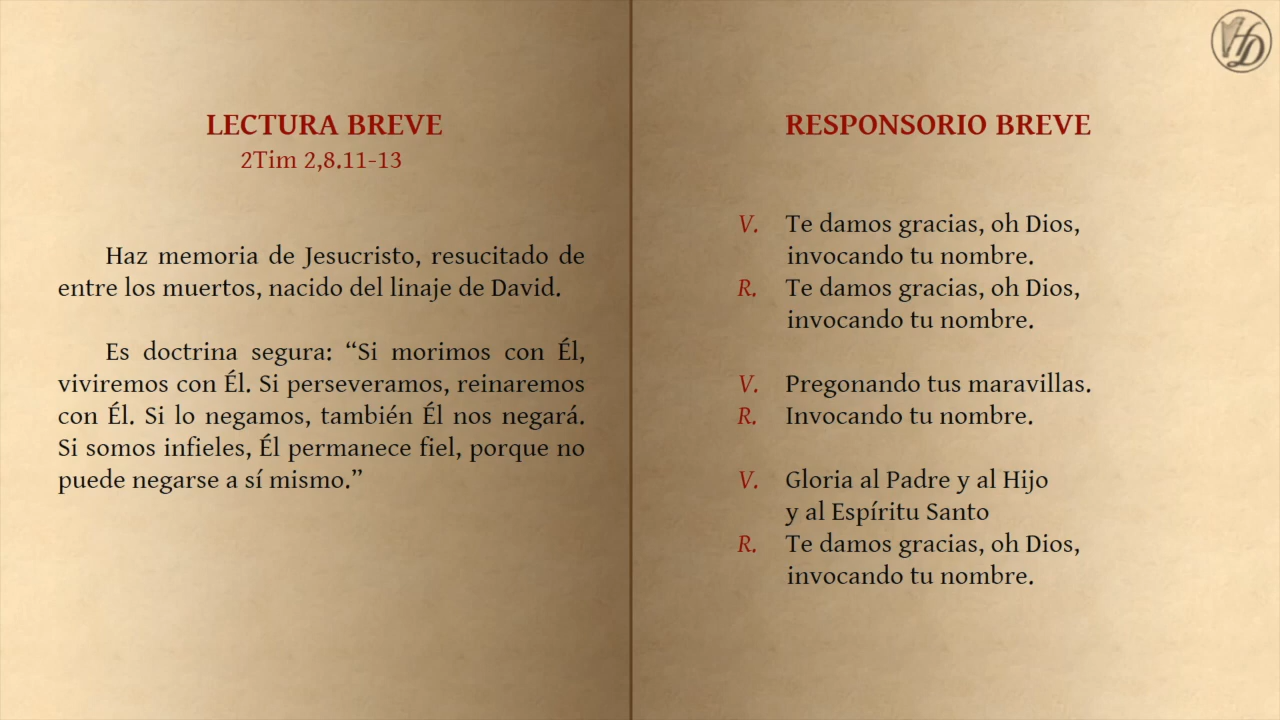 LECTURA BREVE
2Tim 2,8.11-13
Haz memoria de Jesucristo, resucitado de
entre los muertos, nacido del linaje de David.
Es doctrina segura: “Si morimos con Él,
viviremos con Él. Si perseveramos, reinaremos
con Él. Si lo negamos, también Él nos negará.
Si somos infieles, Él permanece fiel, porque no
puede negarse a sí mismo.”
HD
RESPONSORIO BREVE
V. Te damos gracias, oh Dios,
invocando tu nombre.
R. Te damos gracias, oh Dios,
invocando tu nombre.
V. Pregonando tus maravillas.
R. Invocando tu nombre.
V. Gloria al Padre y al Hijo
y al Espíritu Santo
R. Te damos gracias, oh Dios,
invocando tu nombre.